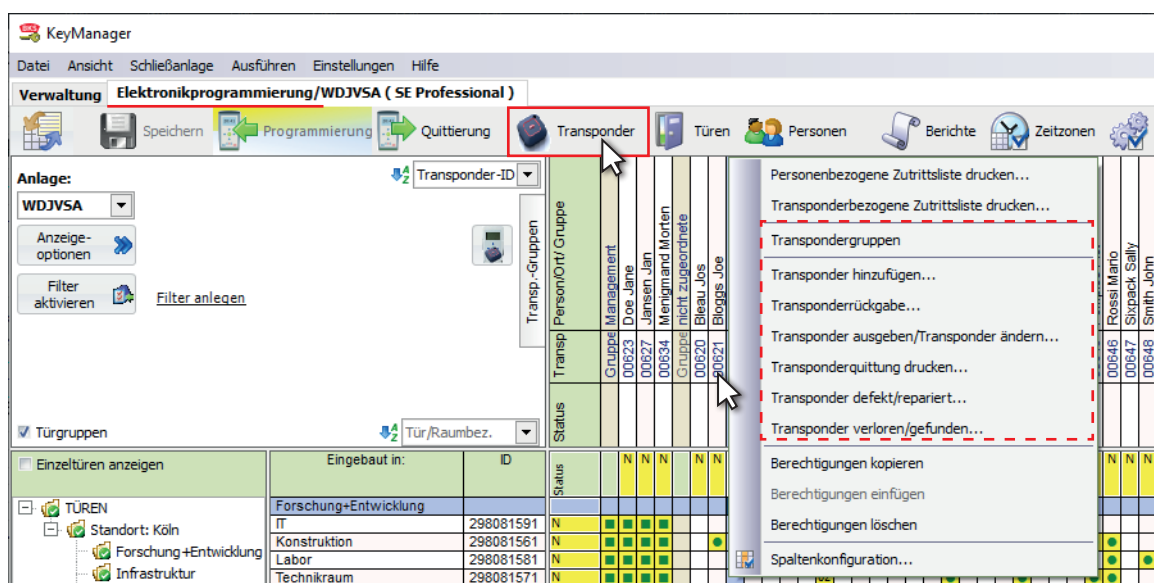 KeyManager
Datei Ansicht Schließanlage Ausführen Einstellungen Hilfe
Verwaltung Elektronikprogrammierung/WDJVSA ( SE Professional )
Speichern Programmierung Quittierung Transponder Türen Personen Berichte Zeitzonen
Anlage:
WDJVSA
Anzeige-
optionen
Filter
aktivieren
Filter anlegen
Transponder-ID
Transp.-Gruppen
Türgruppen
Tür/Raumbez.
Person/Ort/ Gruppe
Transp
Status
Management
Gruppe
Doe Jane
00623
Jansen Jan
00627
Menigmand Morten
00634
nicht zugeordnete
Gruppe
Bleau Jos
00620
Bloggs Joe
00621
Rossi Mario
00646
Sixpack Sally
00647
Smith John
00648
Personenbezogene Zutrittsliste drucken...
Transponderbezogene Zutrittsliste drucken...
Transpondergruppen
Transponder hinzufügen...
Transponderrückgabe...
Transponder ausgeben/Transponder ändern...
Transponderquittung drucken...
Transponder defekt/repariert...
Transponder verloren/gefunden...
Berechtigungen kopieren
Berechtigungen einfügen
Berechtigungen löschen
Spaltenkonfiguration...
Einzeltüren anzeigen
Eingebaut in: ID Status N N N N N N N N
TÜREN
Standort: Köln
Forschung+Entwicklung
Infrastruktur
Forschung+Entwicklung
IT 298081591 N
Konstruktion 298081561 N
Labor 298081581 N
Technikraum 298081571 N